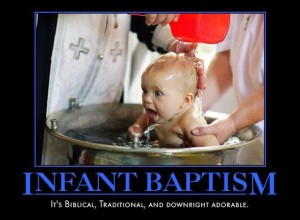 INFANT BAPTISM
IT'S BIBLICAL, TRADITIONAL, AND DOWNRIGHT ADORABLE.